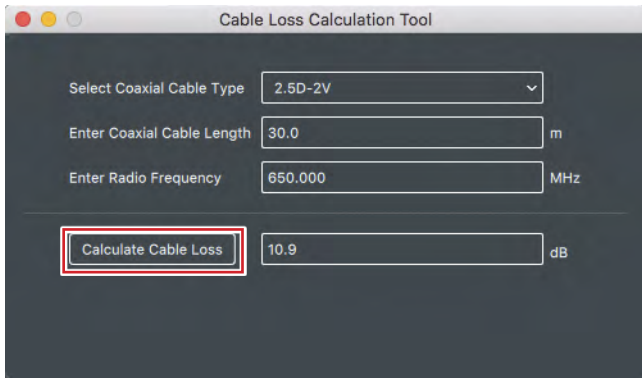 Cable Loss Calculation Tool
Select Coaxial Cable Type 2.5D-2V
Enter Coaxial Cable Length 30.0 m
Enter Radio Frequency 650.000 MHz
Calculate Cable Loss 10.9 dB